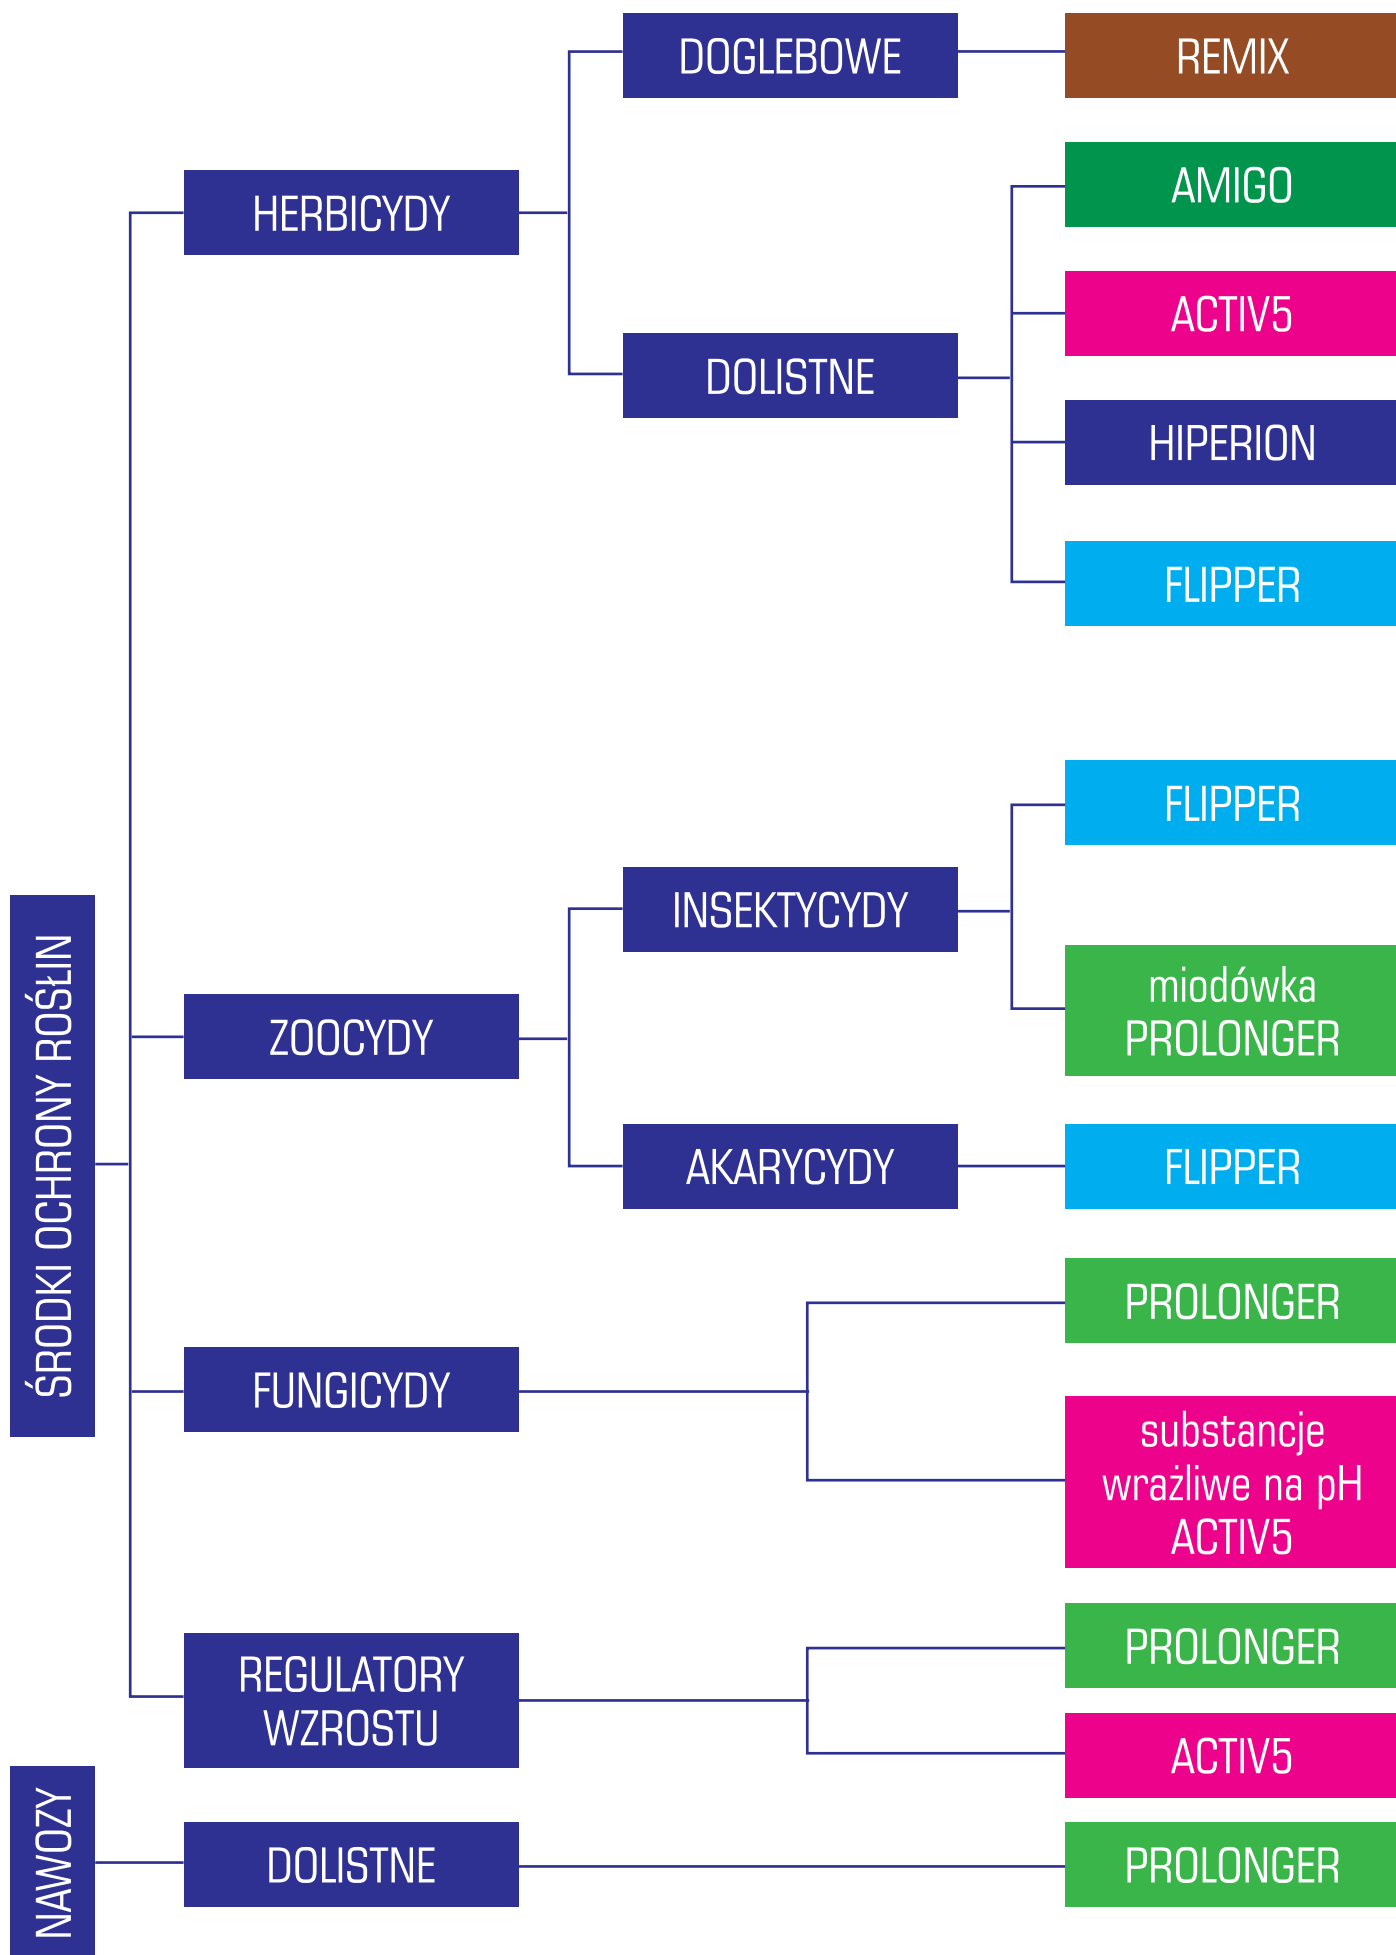 DOGLEBOWE
REMIX
HERBICYDY
AMIGO
ACTIV5
DOLISTNE
HIPERION
FLIPPER
FLIPPER
INSEKTYCYDY
miodówka
PROLONGER
ŚRODKI OCHRONY ROŚLIN
ZOOCYDY
AKARYCYDY
FLIPPER
PROLONGER
FUNGICYDY
substancje
wrażliwe na pH
ACTIV5
REGULATORY
WZROSTU
PROLONGER
ACTIV5
NAWOZY
DOLISTNE
PROLONGER